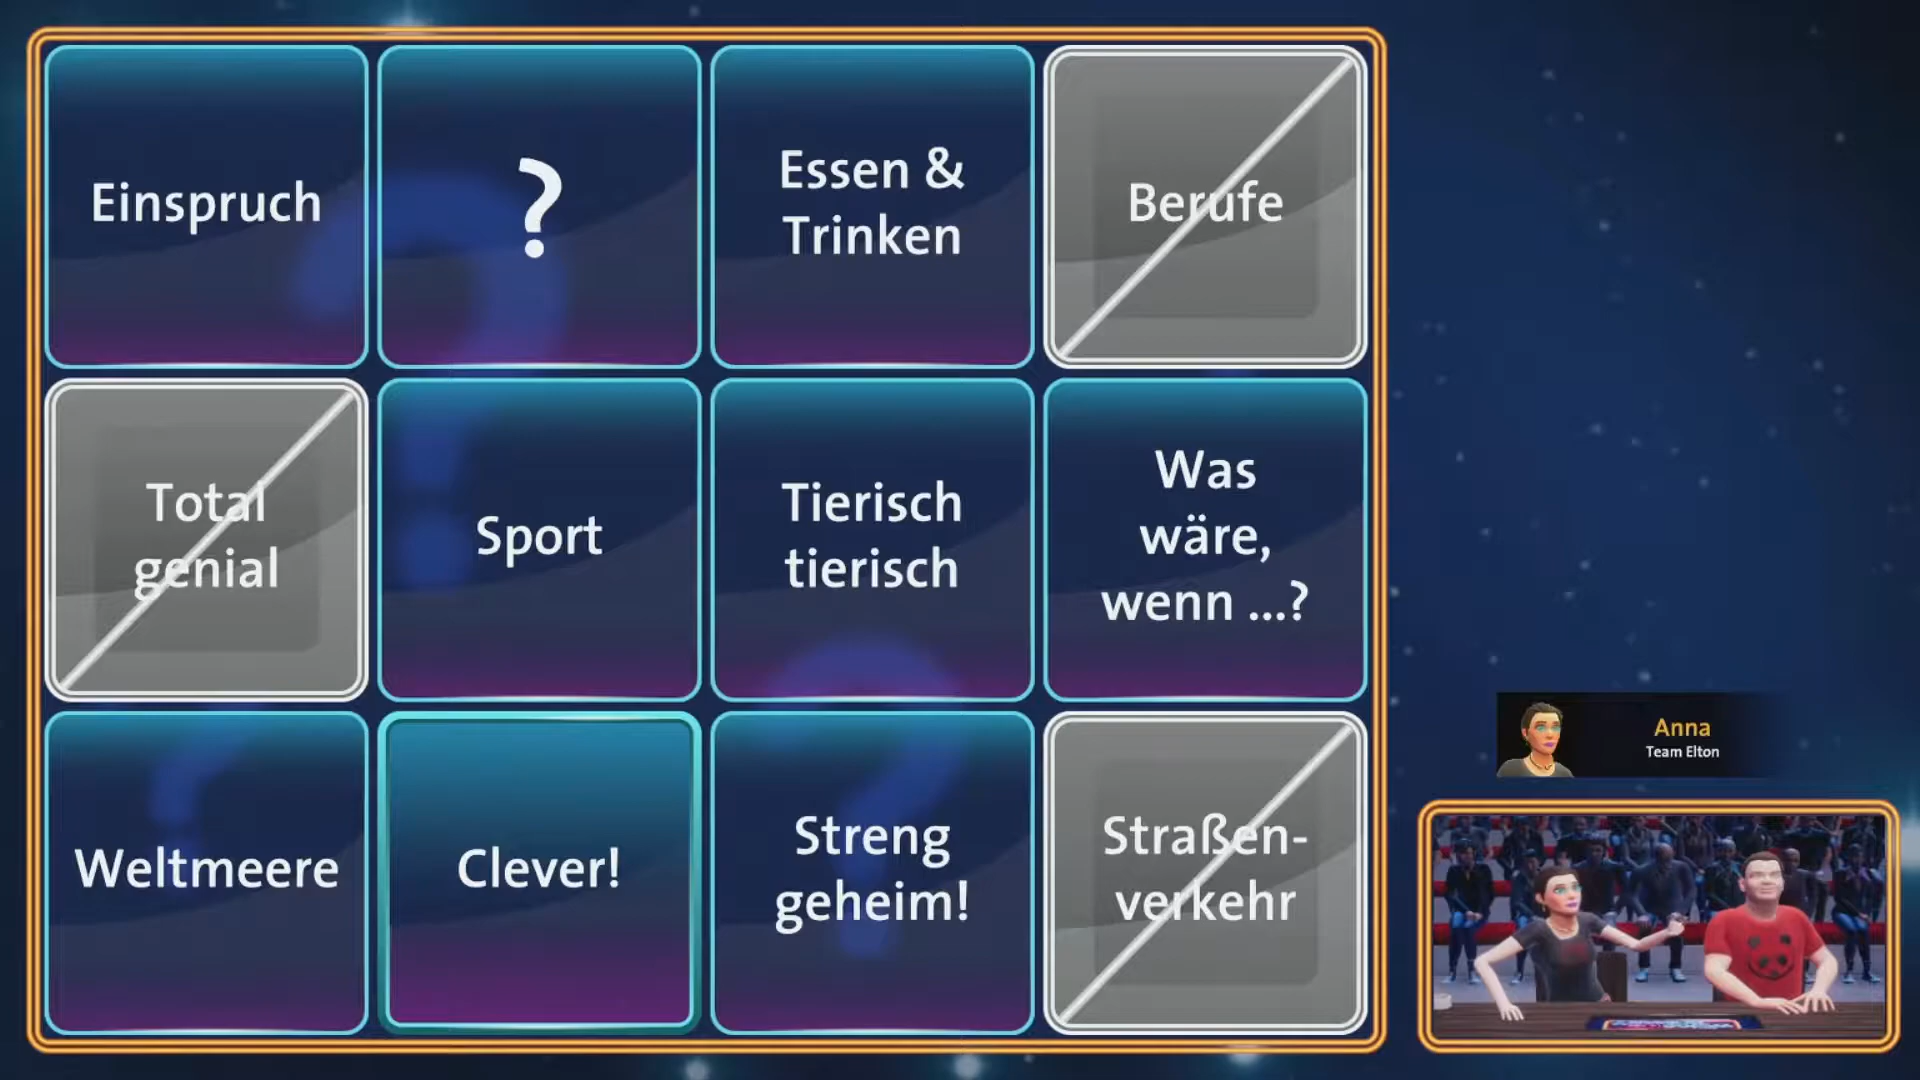 Einspruch
?
Essen &
Trinken
Berufe
Total
genial
Sport
Tierisch
tierisch
Was
wäre,
wenn ...?
Weltmeere
Clever!
Streng
geheim!
Straßen-
verkehr
Anna
Team Elton